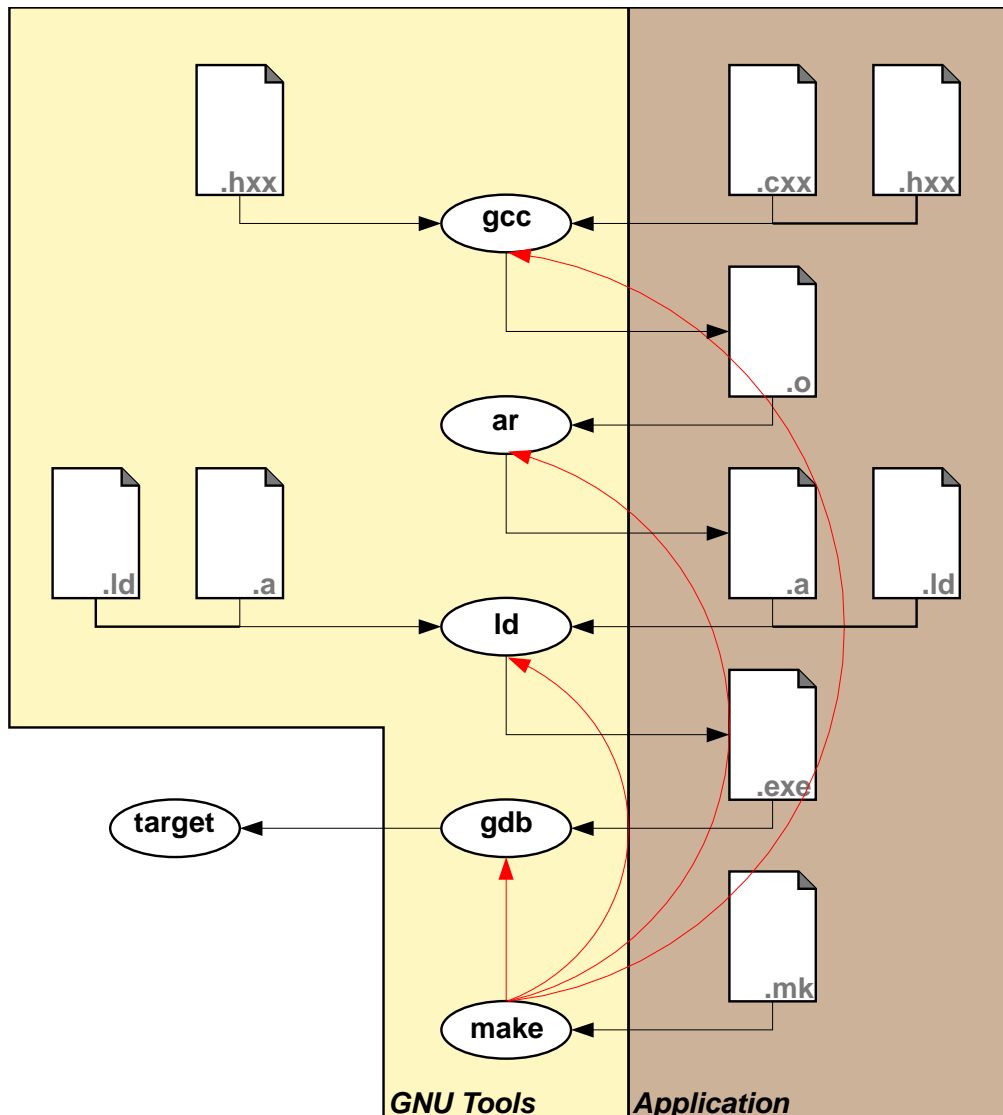 .hxx
.cxx
.hxx
gcc
.o
ar
.ld
.a
.a
.ld
ld
.exe
target
gdb
.mk
make
GNU Tools
Application